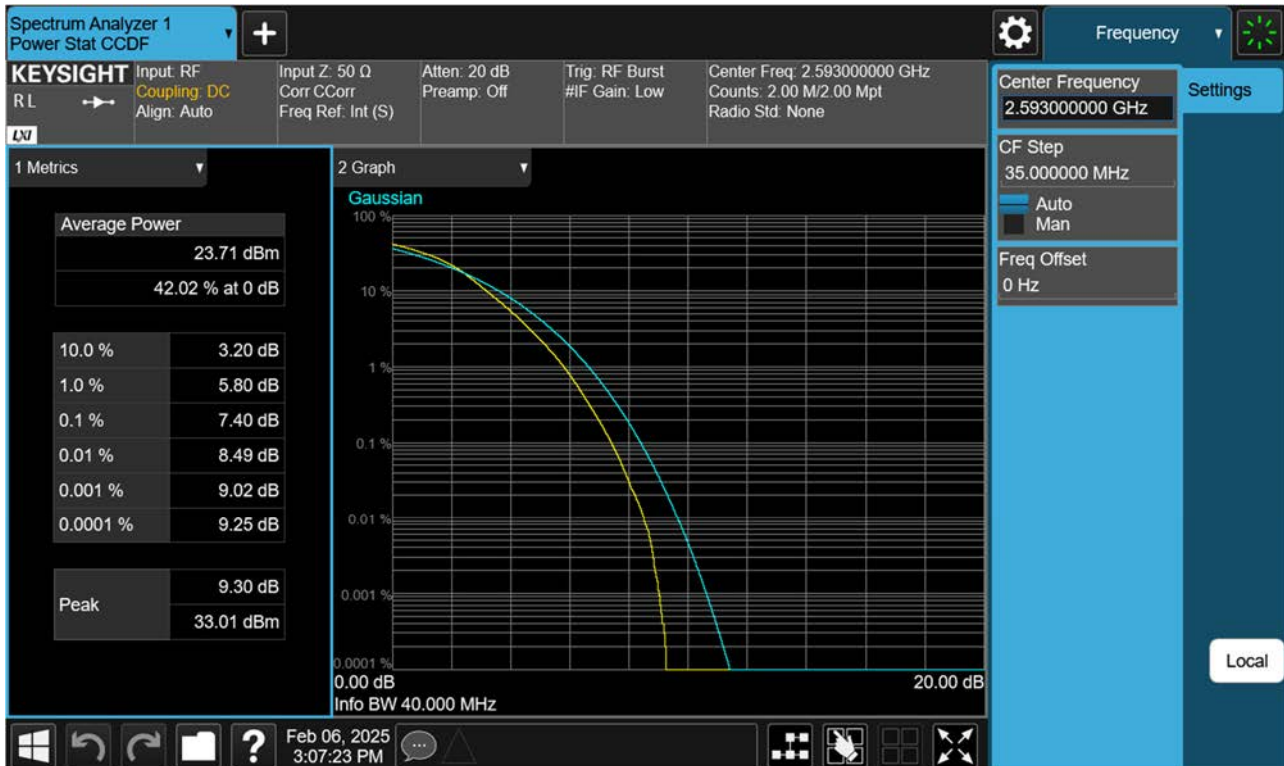 Spectrum Analyzer 1
Power Stat CCDF
Frequency
KEYSIGHT
R L
LXI
Input: RF
Coupling: DC
Align: Auto
Input Z: 50 Ω
Corr CCorr
Freq Ref: Int (S)
Atten: 20 dB
Preamp: Off
Trig: RF Burst
#IF Gain: Low
Center Freq: 2.593000000 GHz
Counts: 2.00 M/2.00 Mpt
Radio Std: None
Center Frequency
2.593000000 GHz
Settings
CF Step
35.000000 MHz
Auto
Man
Freq Offset
0 Hz
1 Metrics
Average Power
23.71 dBm
42.02 % at 0 dB
10.0 % 3.20 dB
1.0 % 5.80 dB
0.1 % 7.40 dB
0.01 % 8.49 dB
0.001 % 9.02 dB
0.0001 % 9.25 dB
Peak
9.30 dB
33.01 dBm
2 Graph
Gaussian
100 %
10 %
1 %
0.1 %
0.01 %
0.001 %
0.0001 %
0.00 dB 20.00 dB
Info BW 40.000 MHz
Local
?
Feb 06, 2025
3:07:23 PM